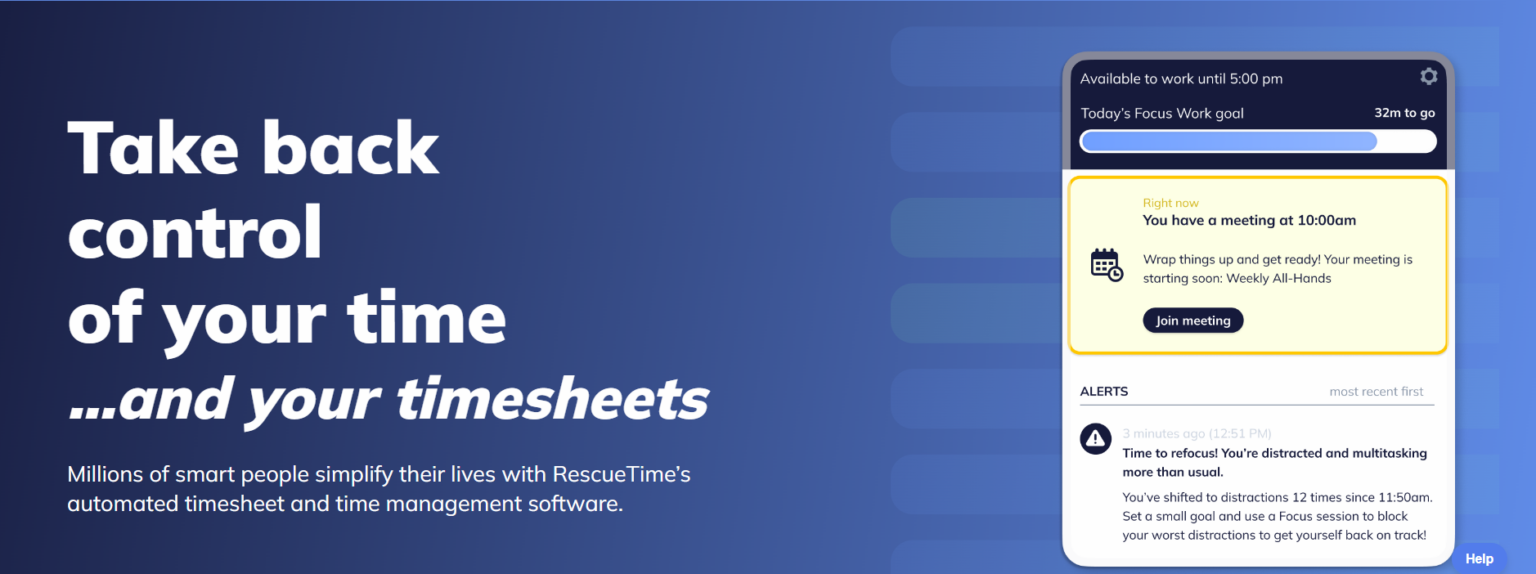 Take back
control
of your time
...and your timesheets
Millions of smart people simplify their lives with RescueTime’s
automated timesheet and time management software.
Available to work until 5:00 pm
Today’s Focus Work goal
32m to go
Right now
You have a meeting at 10:00am
Wrap things up and get ready! Your meeting is
starting soon: Weekly All-Hands
Join meeting
ALERTS
most recent first
3 minutes ago (12:51 PM)
Time to refocus! You’re distracted and multitasking
more than usual.
You’ve shifted to distractions 12 times since 11:50am.
Set a small goal and use a Focus session to block
your worst distractions to get yourself back on track!
Help